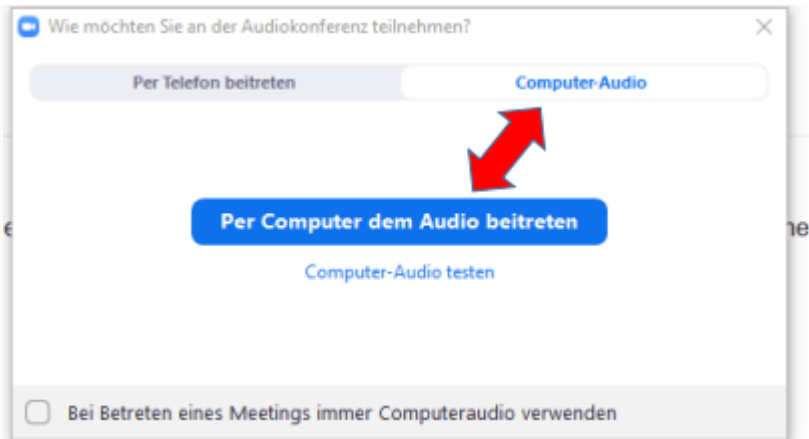 Wie möchten Sie an der Audiokonferenz teilnehmen?
Per Telefon beitreten
Computer-Audio
Per Computer dem Audio beitreten
Computer-Audio testen
Bei Betreten eines Meetings immer Computeraudio verwenden